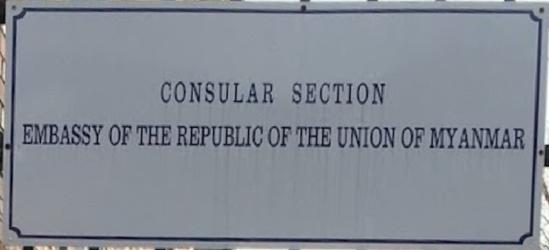 CONSULAR SECTION
EMBASSY OF THE REPUBLIC OF THE UNION OF MYANMAR